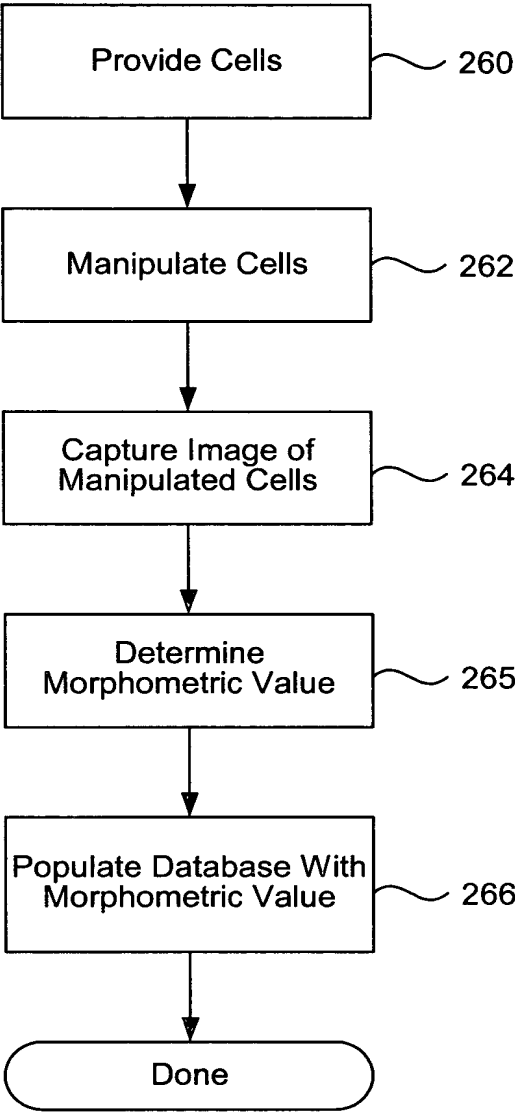 Provide Cells
260
Manipulate Cells
262
Capture Image of
Manipulated Cells
264
Determine
Morphometric Value
265
Populate Database With
Morphometric Value
266
Done